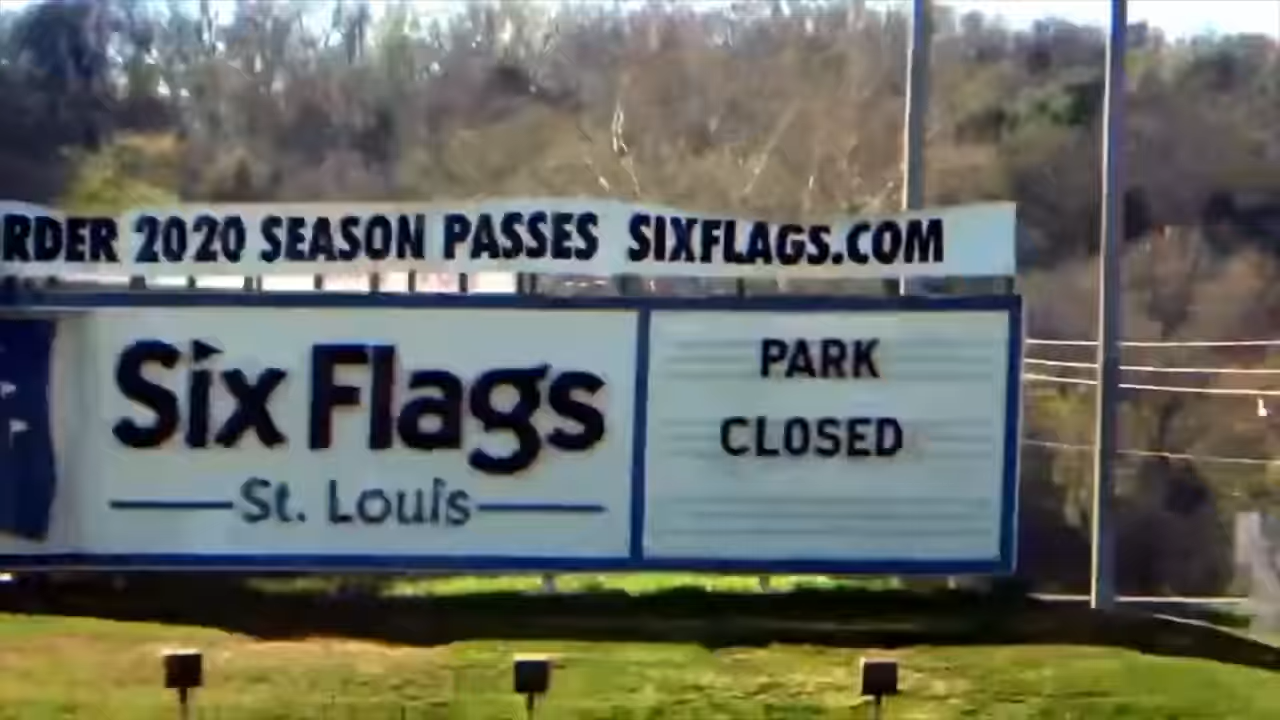 RDER 2020 SEASON PASSES SIXFLAGS.COM
Six Flags
St. Louis
PARK
CLOSED